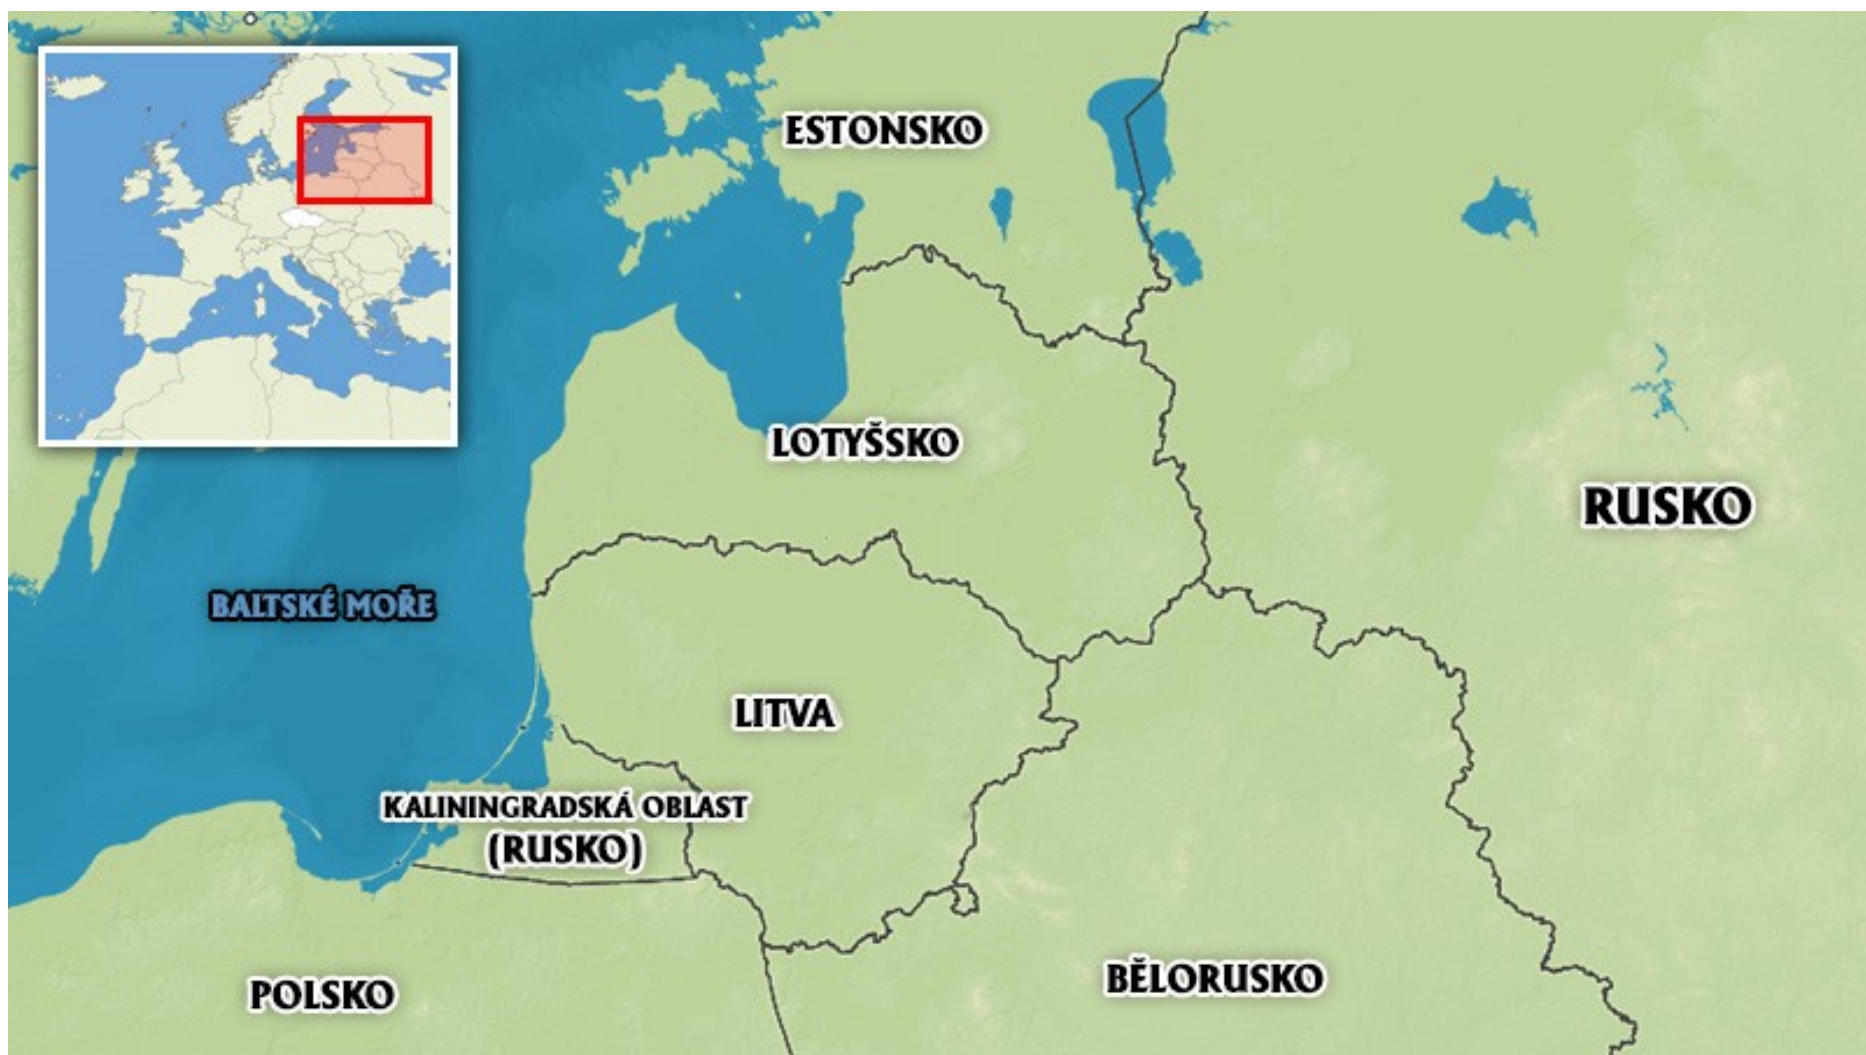 ESTONSKO
LOTYŠSKO
RUSKO
BALTSKÉ MOŘE
LITVA
KALININGRADSKÁ OBLAST
(RUSKO)
POLSKO
BĚLORUSKO